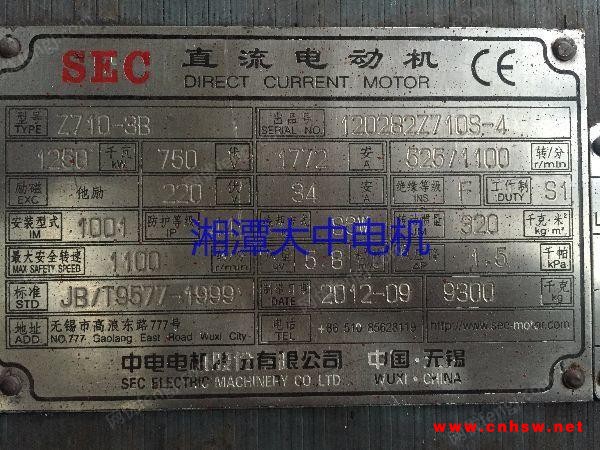 SEC 直流电动机 CE
DIRECT CURRENT MOTOR
型号 TYPE Z710-3B 出品号 SERIAL NO. 120282Z710S-4
1250 千瓦 kW 750 伏 V 1772 安 A 525/1100 转/分 r/min
励磁 EXC 他励 220 伏 V 34 安 A 绝缘等级 INS F 工作制 DUTY S1
安装型式 IM 1001 防护等级 IP 320 千克·米² kg·m²
湘潭大中电机
最大安全转速 MAX SAFETY SPEED 1100 r/min 5.8 1.5 千帕 kPa
标准 STD JB/T9577-1999 DATE 2012-09 9300 千克 kg
地址 ADD. 无锡市高浪东路777号 NO.777 Gaolang East Road Wuxi City 电话 TEL +86 510 85628119 http://www.sec-motor.com
中电电机股份有限公司 中国·无锡
SEC ELECTRIC MACHINERY CO LTD. WUXI·CHINA
www.cnhsw.net